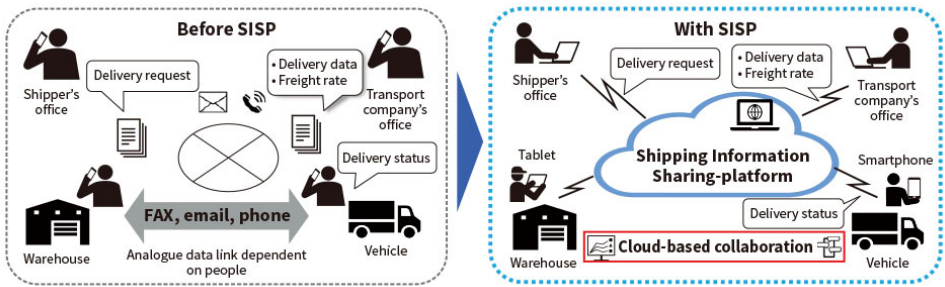 Before SISP
Delivery request
• Delivery data
• Freight rate
Shipper's
office
Transport
company's
office
Delivery status
FAX, email, phone
Warehouse
Analogue data link dependent
on people
Vehicle
With SISP
Delivery request
• Delivery data
• Freight rate
Shipper's
office
Transport
company's
office
Shipping Information
Sharing-platform
Tablet
Smartphone
Delivery status
Cloud-based collaboration
Warehouse
Vehicle